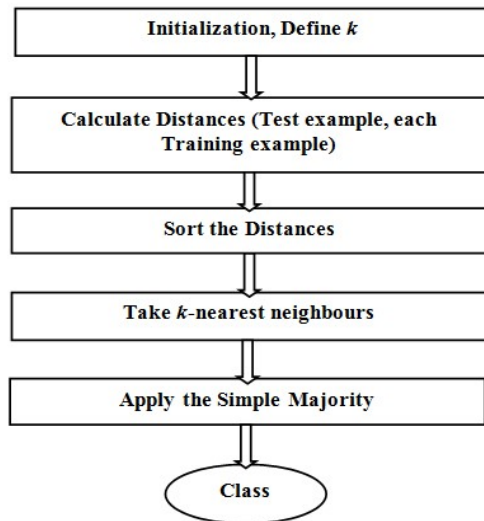 Initialization, Define k
Calculate Distances (Test example, each
Training example)
Sort the Distances
Take k-nearest neighbours
Apply the Simple Majority
Class